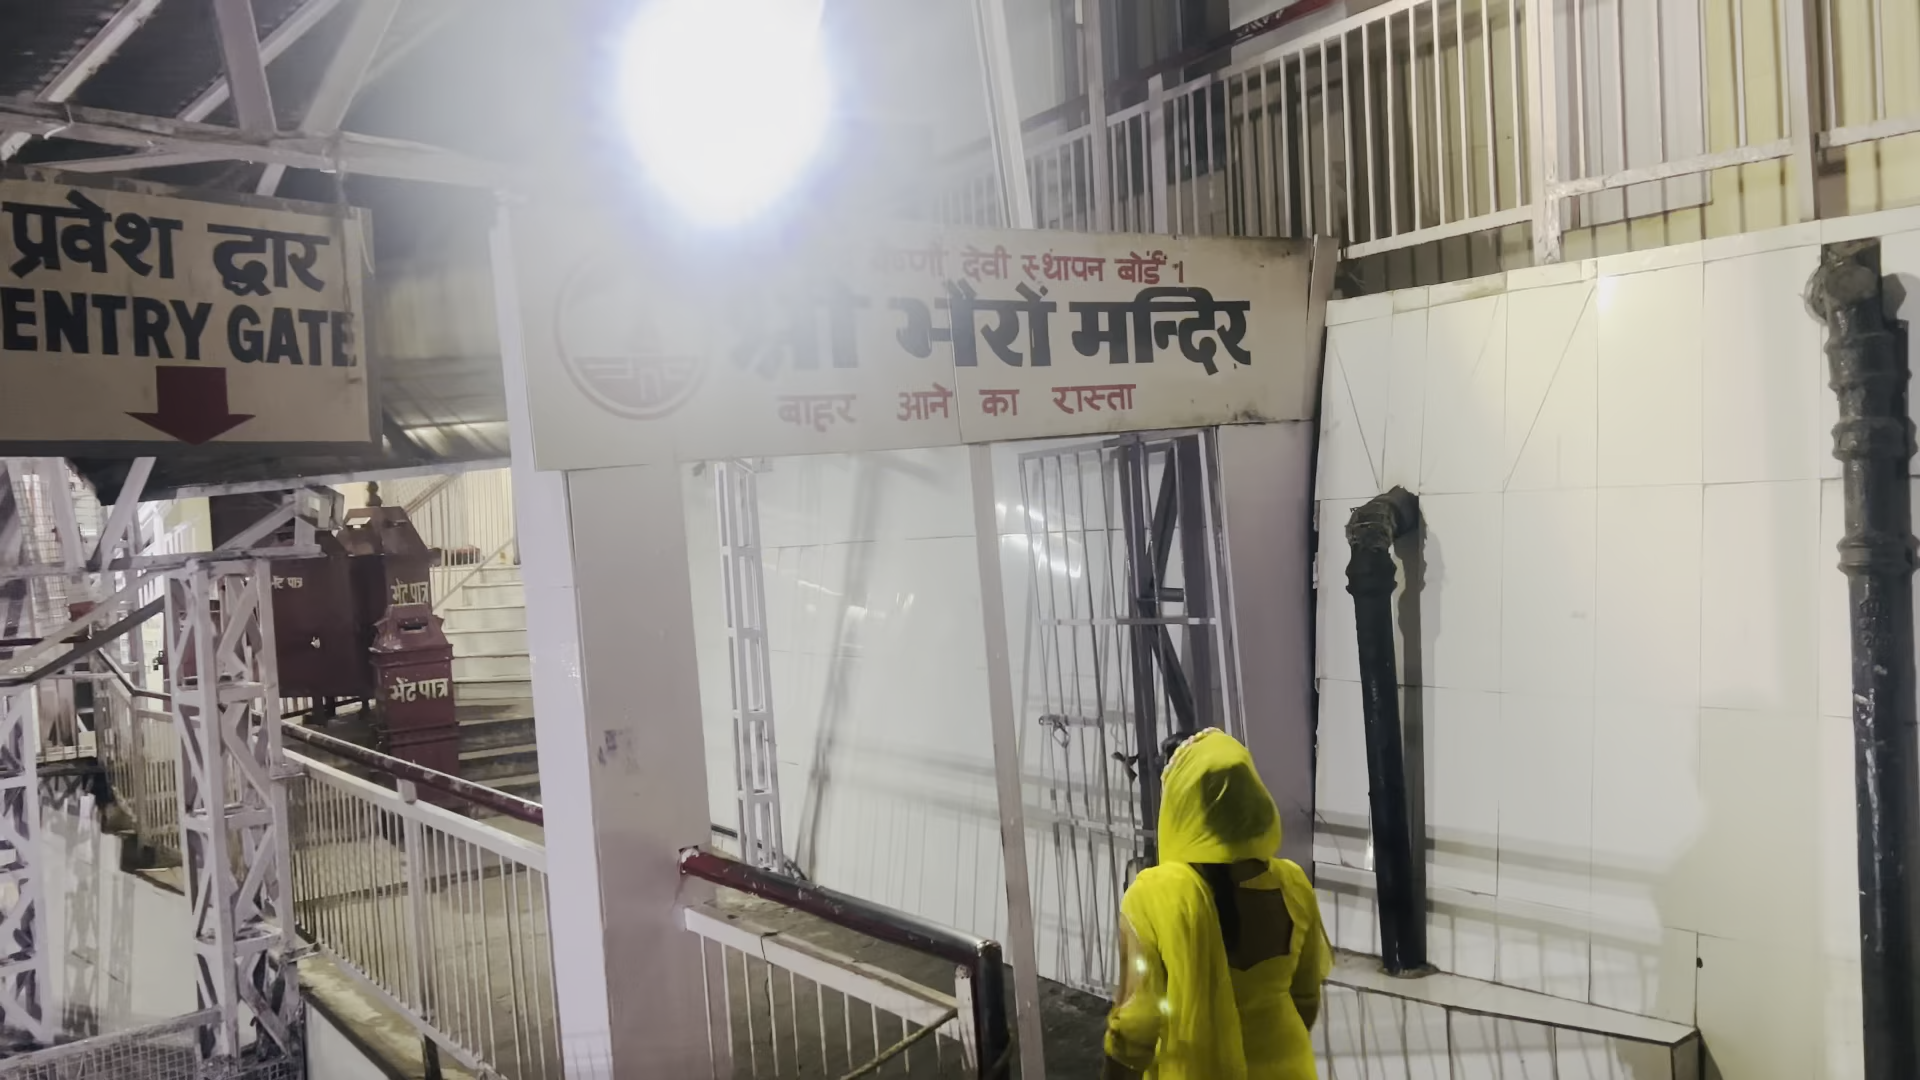 प्रवेश द्वार
ENTRY GATE
देवी स्थापन बोर्ड ।
श्री भैरों मन्दिर
बाहर आने का रास्ता
भेंट पात्र
भेंट पात्र
भेंट पात्र